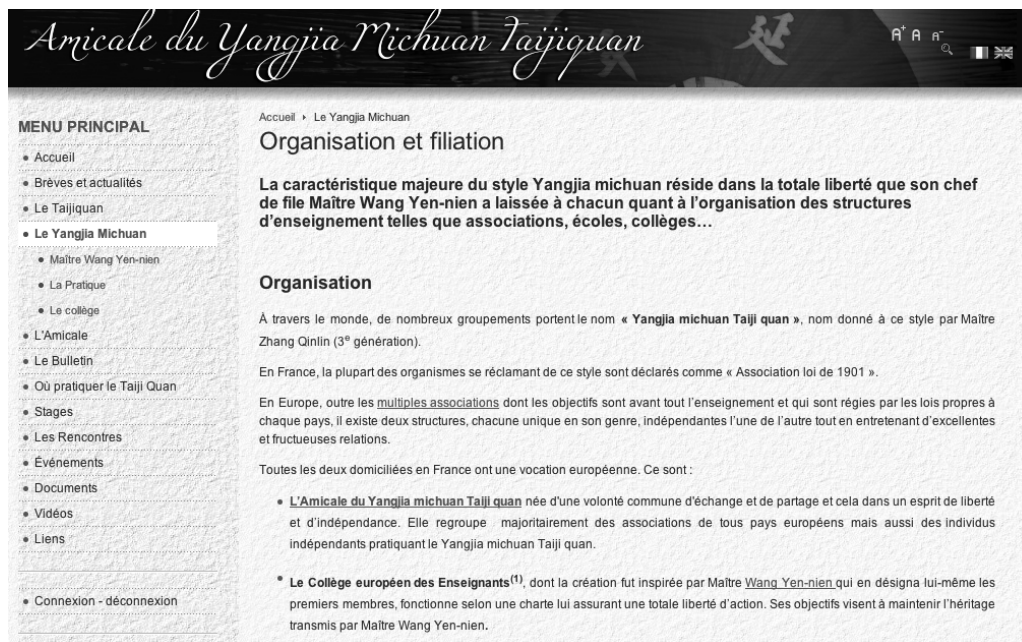 Amicale du Yangjia Michuan Taijiquan
延
A+ A A-
MENU PRINCIPAL
Accueil
Brèves et actualités
Le Taijiquan
Le Yangjia Michuan
Maître Wang Yen-nien
La Pratique
Le collège
L'Amicale
Le Bulletin
Où pratiquer le Taiji Quan
Stages
Les Rencontres
Événements
Documents
Vidéos
Liens
Connexion - déconnexion
Accueil Le Yangjia Michuan
Organisation et filiation
La caractéristique majeure du style Yangjia michuan réside dans la totale liberté que son chef
de file Maître Wang Yen-nien a laissée à chacun quant à l'organisation des structures
d'enseignement telles que associations, écoles, collèges…
Organisation
À travers le monde, de nombreux groupements portent le nom « Yangjia michuan Taiji quan », nom donné à ce style par Maître
Zhang Qinlin (3e génération).
En France, la plupart des organismes se réclamant de ce style sont déclarés comme « Association loi de 1901 ».
En Europe, outre les multiples associations dont les objectifs sont avant tout l'enseignement et qui sont régies par les lois propres à
chaque pays, il existe deux structures, chacune unique en son genre, indépendantes l'une de l'autre tout en entretenant d'excellentes
et fructueuses relations.
Toutes les deux domiciliées en France ont une vocation européenne. Ce sont :
L'Amicale du Yangjia michuan Taiji quan née d'une volonté commune d'échange et de partage et cela dans un esprit de liberté
et d'indépendance. Elle regroupe majoritairement des associations de tous pays européens mais aussi des individus
indépendants pratiquant le Yangjia michuan Taiji quan.
Le Collège européen des Enseignants(1), dont la création fut inspirée par Maître Wang Yen-nien qui en désigna lui-même les
premiers membres, fonctionne selon une charte lui assurant une totale liberté d'action. Ses objectifs visent à maintenir l'héritage
transmis par Maître Wang Yen-nien.